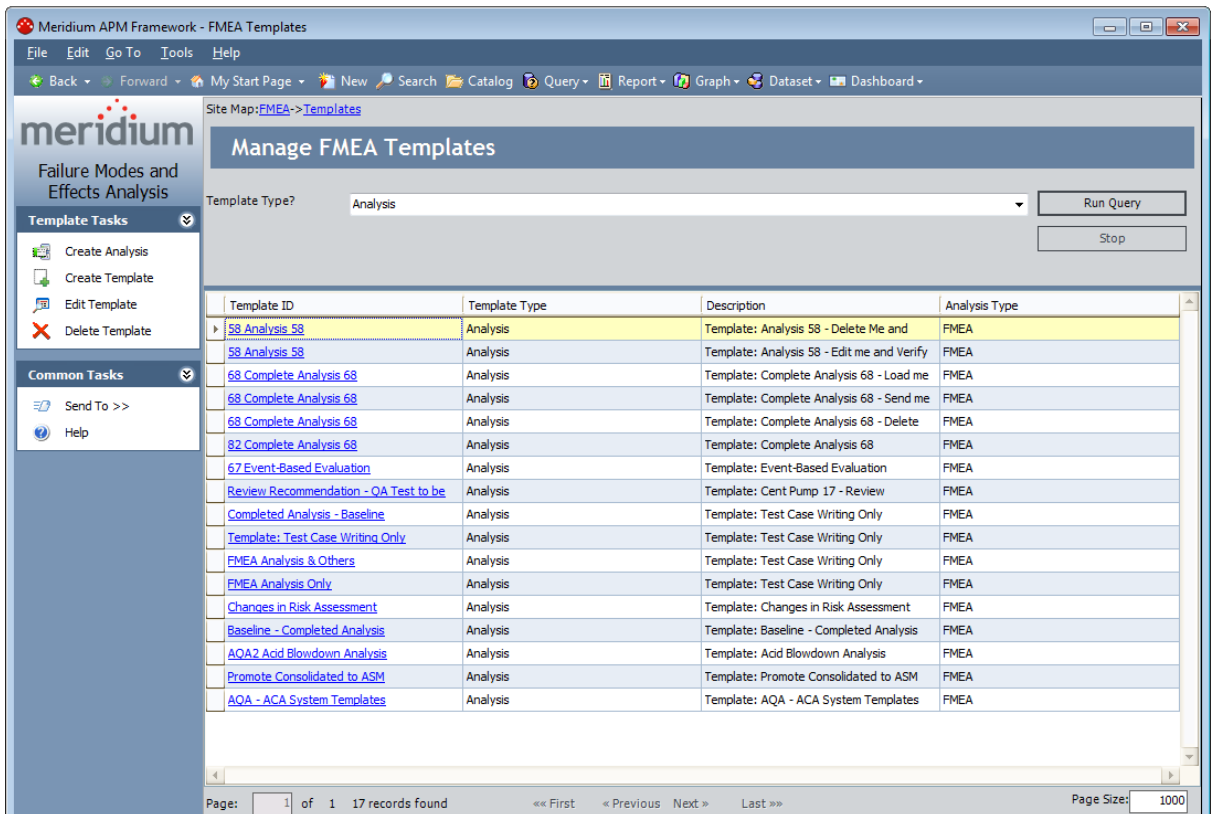 Meridium APM Framework - FMEA Templates
File Edit Go To Tools Help
Back Forward My Start Page New Search Catalog Query Report Graph Dataset Dashboard
meridium
Failure Modes and
Effects Analysis
Template Tasks
Create Analysis
Create Template
Edit Template
Delete Template
Common Tasks
Send To >>
Help
Site Map:FMEA->Templates
Manage FMEA Templates
Template Type? Analysis Run Query
Stop
Template ID Template Type Description Analysis Type
58 Analysis 58 Analysis Template: Analysis 58 - Delete Me and FMEA
58 Analysis 58 Analysis Template: Analysis 58 - Edit me and Verify FMEA
68 Complete Analysis 68 Analysis Template: Complete Analysis 68 - Load me FMEA
68 Complete Analysis 68 Analysis Template: Complete Analysis 68 - Send me FMEA
68 Complete Analysis 68 Analysis Template: Complete Analysis 68 - Delete FMEA
82 Complete Analysis 68 Analysis Template: Complete Analysis 68 FMEA
67 Event-Based Evaluation Analysis Template: Event-Based Evaluation FMEA
Review Recommendation - QA Test to be Analysis Template: Cent Pump 17 - Review FMEA
Completed Analysis - Baseline Analysis Template: Test Case Writing Only FMEA
Template: Test Case Writing Only Analysis Template: Test Case Writing Only FMEA
FMEA Analysis & Others Analysis Template: Test Case Writing Only FMEA
FMEA Analysis Only Analysis Template: Test Case Writing Only FMEA
Changes in Risk Assessment Analysis Template: Changes in Risk Assessment FMEA
Baseline - Completed Analysis Analysis Template: Baseline - Completed Analysis FMEA
AQA2 Acid Blowdown Analysis Analysis Template: Acid Blowdown Analysis FMEA
Promote Consolidated to ASM Analysis Template: Promote Consolidated to ASM FMEA
AQA - ACA System Templates Analysis Template: AQA - ACA System Templates FMEA
Page: 1 of 1 17 records found «« First « Previous Next » Last »» Page Size: 1000